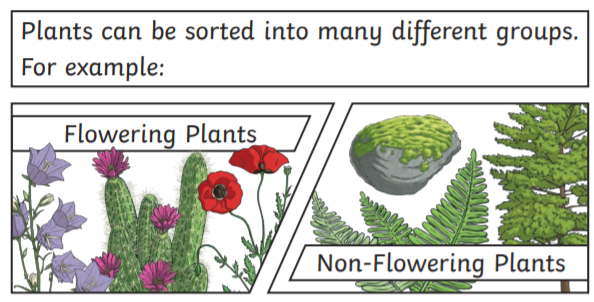 Plants can be sorted into many different groups.
For example:
Flowering Plants
Non-Flowering Plants